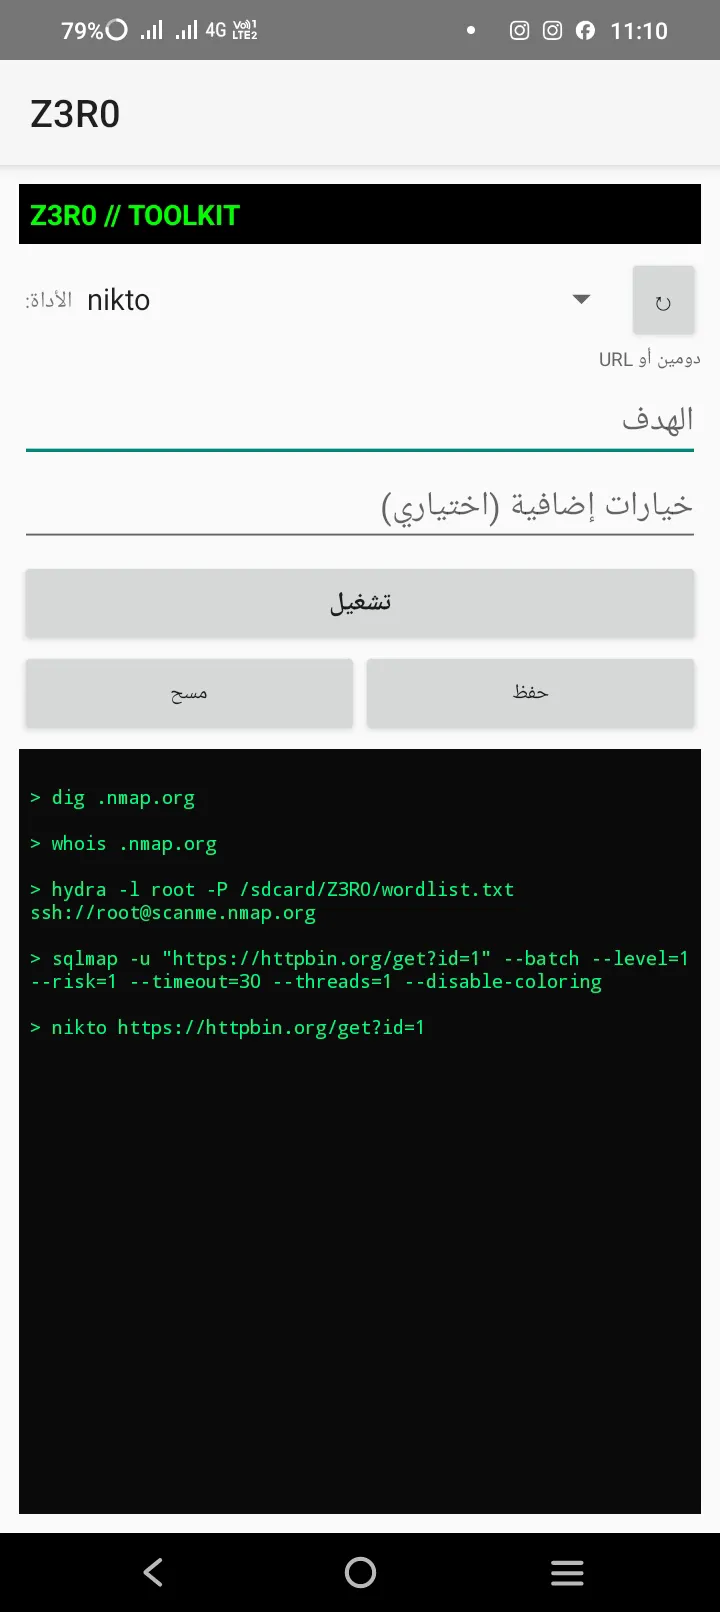 79% 4G Vo))1 LTE2 11:10
Z3R0
Z3R0 // TOOLKIT
الأداة: nikto ↻
دومين أو URL
الهدف
خيارات إضافية (اختياري)
تشغيل
مسح حفظ
> dig .nmap.org
> whois .nmap.org
> hydra -l root -P /sdcard/Z3R0/wordlist.txt
ssh://root@scanme.nmap.org
> sqlmap -u "https://httpbin.org/get?id=1" --batch --level=1
--risk=1 --timeout=30 --threads=1 --disable-coloring
> nikto https://httpbin.org/get?id=1